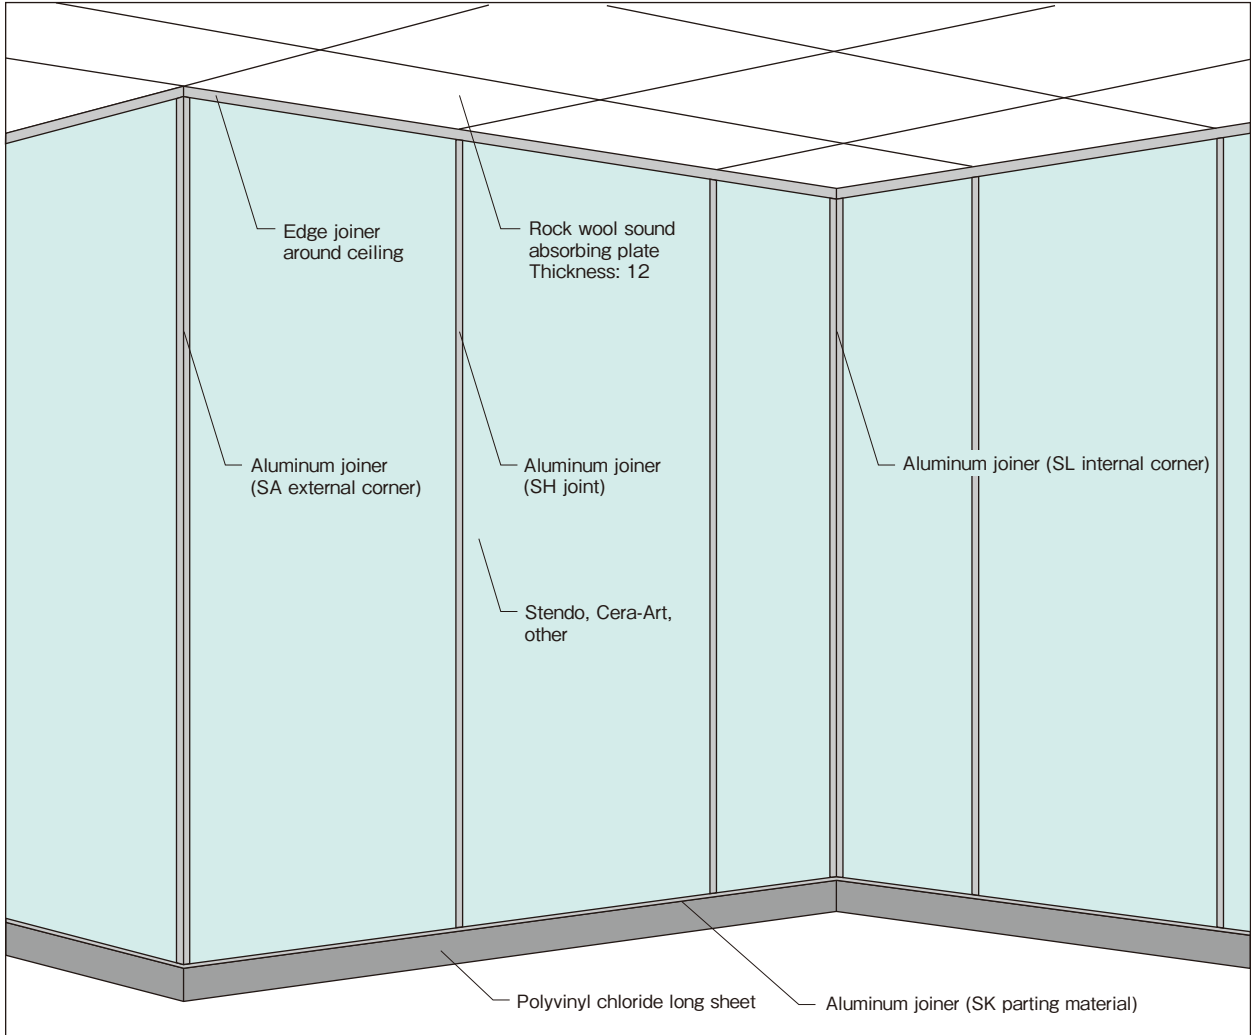 Edge joiner
around ceiling
Rock wool sound
absorbing plate
Thickness: 12
Aluminum joiner
(SA external corner)
Aluminum joiner
(SH joint)
Aluminum joiner (SL internal corner)
Stendo, Cera-Art,
other
Polyvinyl chloride long sheet
Aluminum joiner (SK parting material)